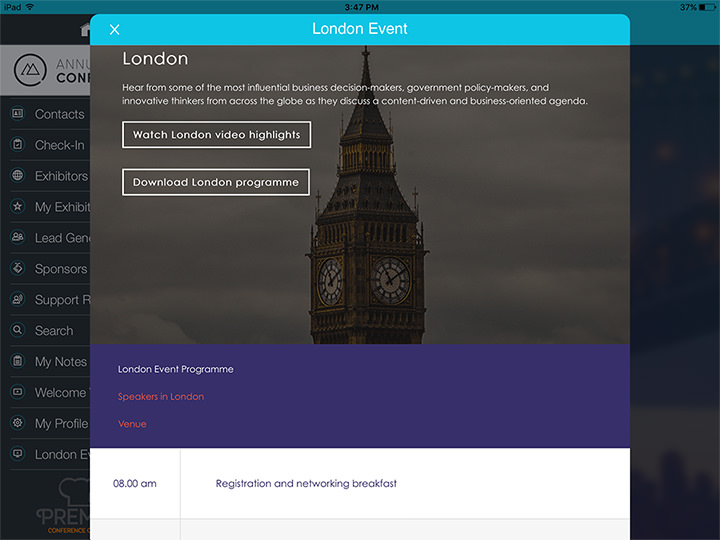 iPad
3:47 PM
37%
London Event
ANNU
CONF
London
Hear from some of the most influential business decision-makers, government policy-makers, and
innovative thinkers from across the globe as they discuss a content-driven and business-oriented agenda.
Watch London video highlights
Download London programme
Contacts
Check-In
Exhibitors
My Exhibit
Lead Gene
Sponsors
Support R
Search
My Notes
Welcome
My Profile
London Ev
PREM
CONFERENCE
London Event Programme
Speakers in London
Venue
08.00 am
Registration and networking breakfast